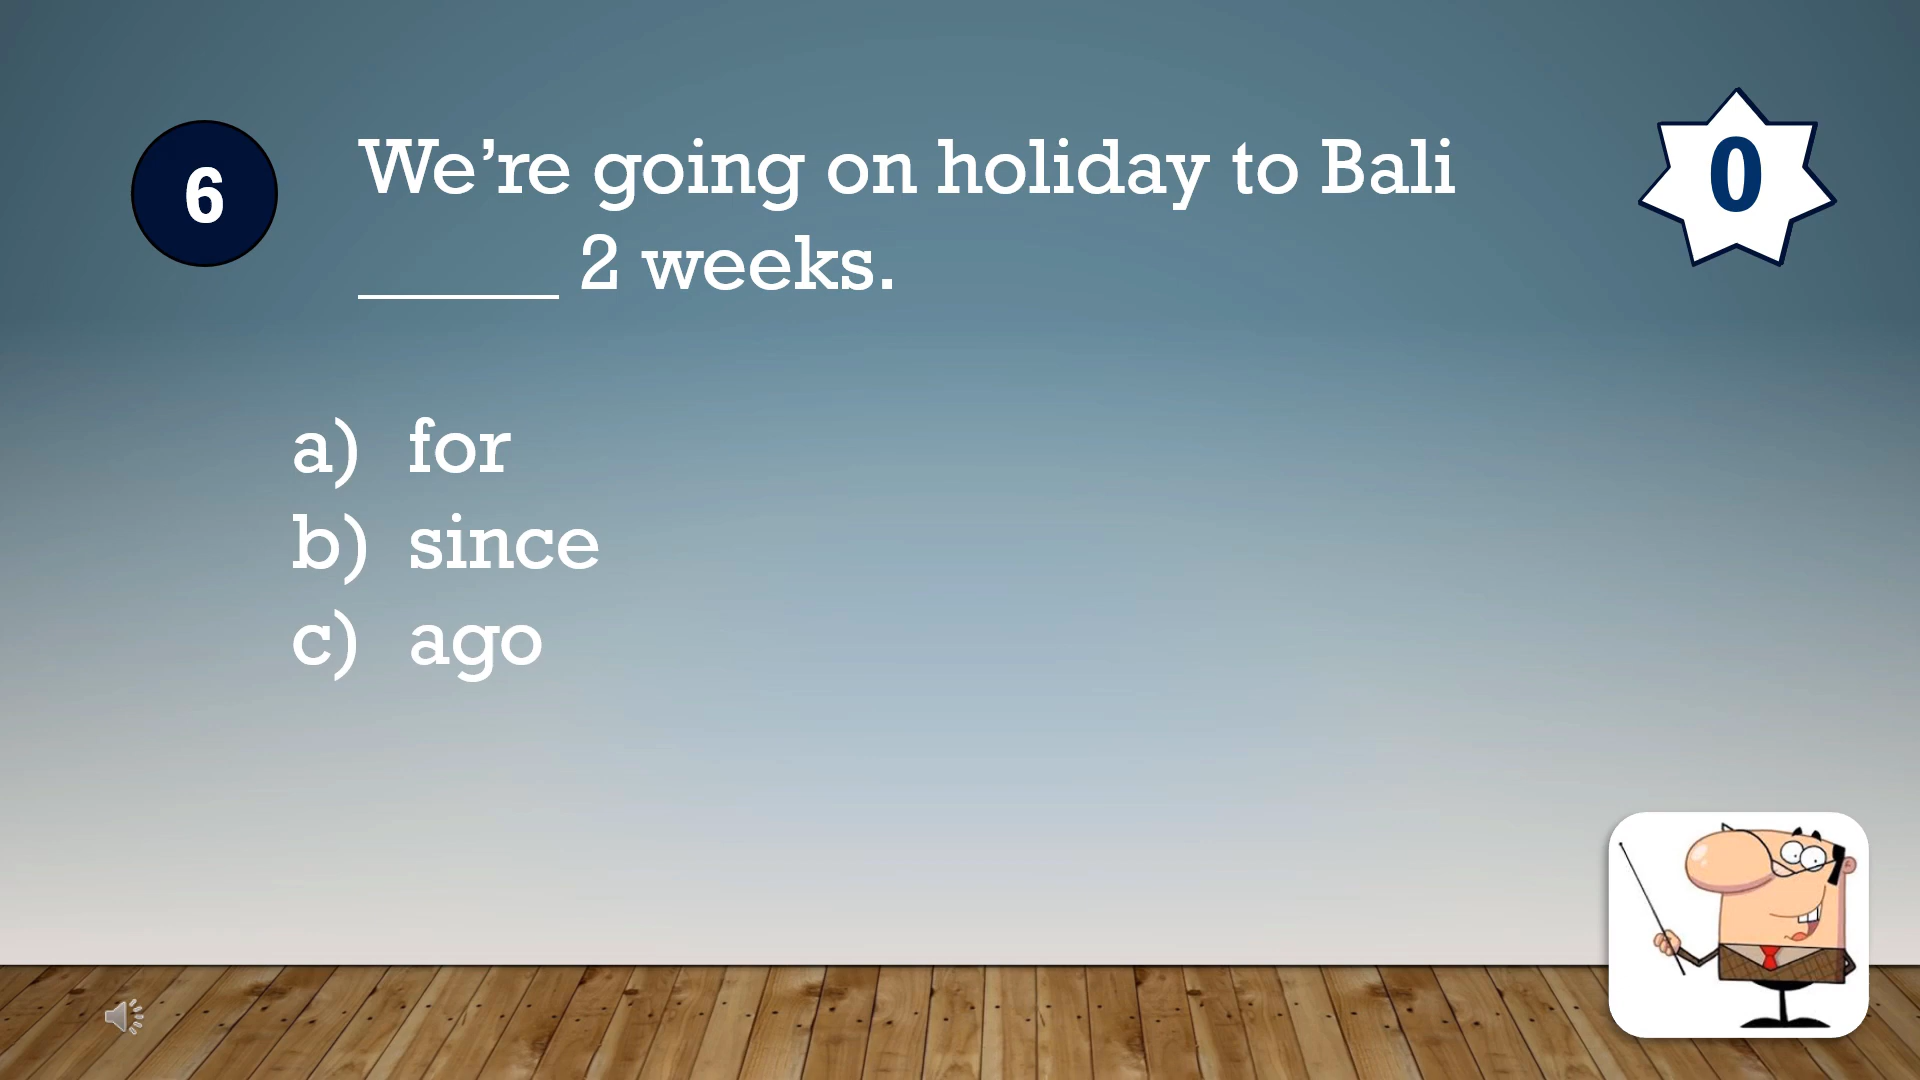 6
We’re going on holiday to Bali
_____ 2 weeks.
0
a) for
b) since
c) ago